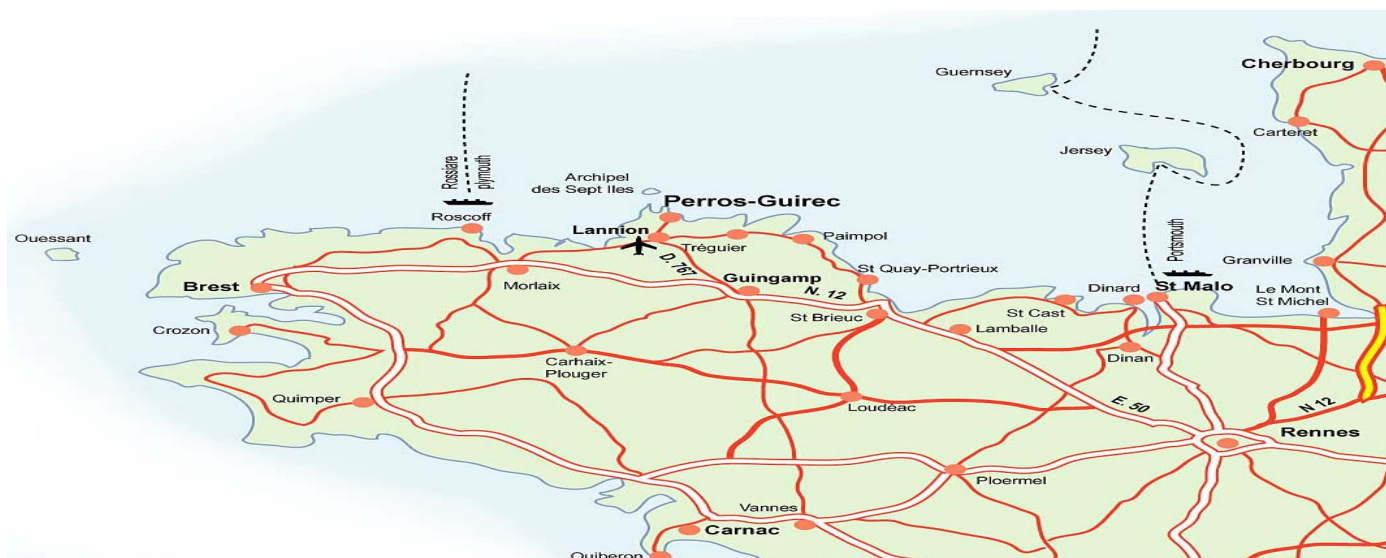 Guernsey
Cherbourg
Carteret
Jersey
Rossiare
plymouth
Archipel
des Sept Iles
Perros-Guirec
Roscoff
Lannion
Tréguier
Paimpol
Ouessant
D. 767
Portsmouth
Granville
Brest
Morlaix
Guingamp
St Quay-Portrieux
N. 12
Dinard
St Malo
Le Mont
St Michel
Crozon
St Brieuc
St Cast
Lamballe
Carhaix-
Plouger
Dinan
Quimper
Loudéac
E. 50
N 12
Rennes
Ploermel
Vannes
Carnac
Quiberon